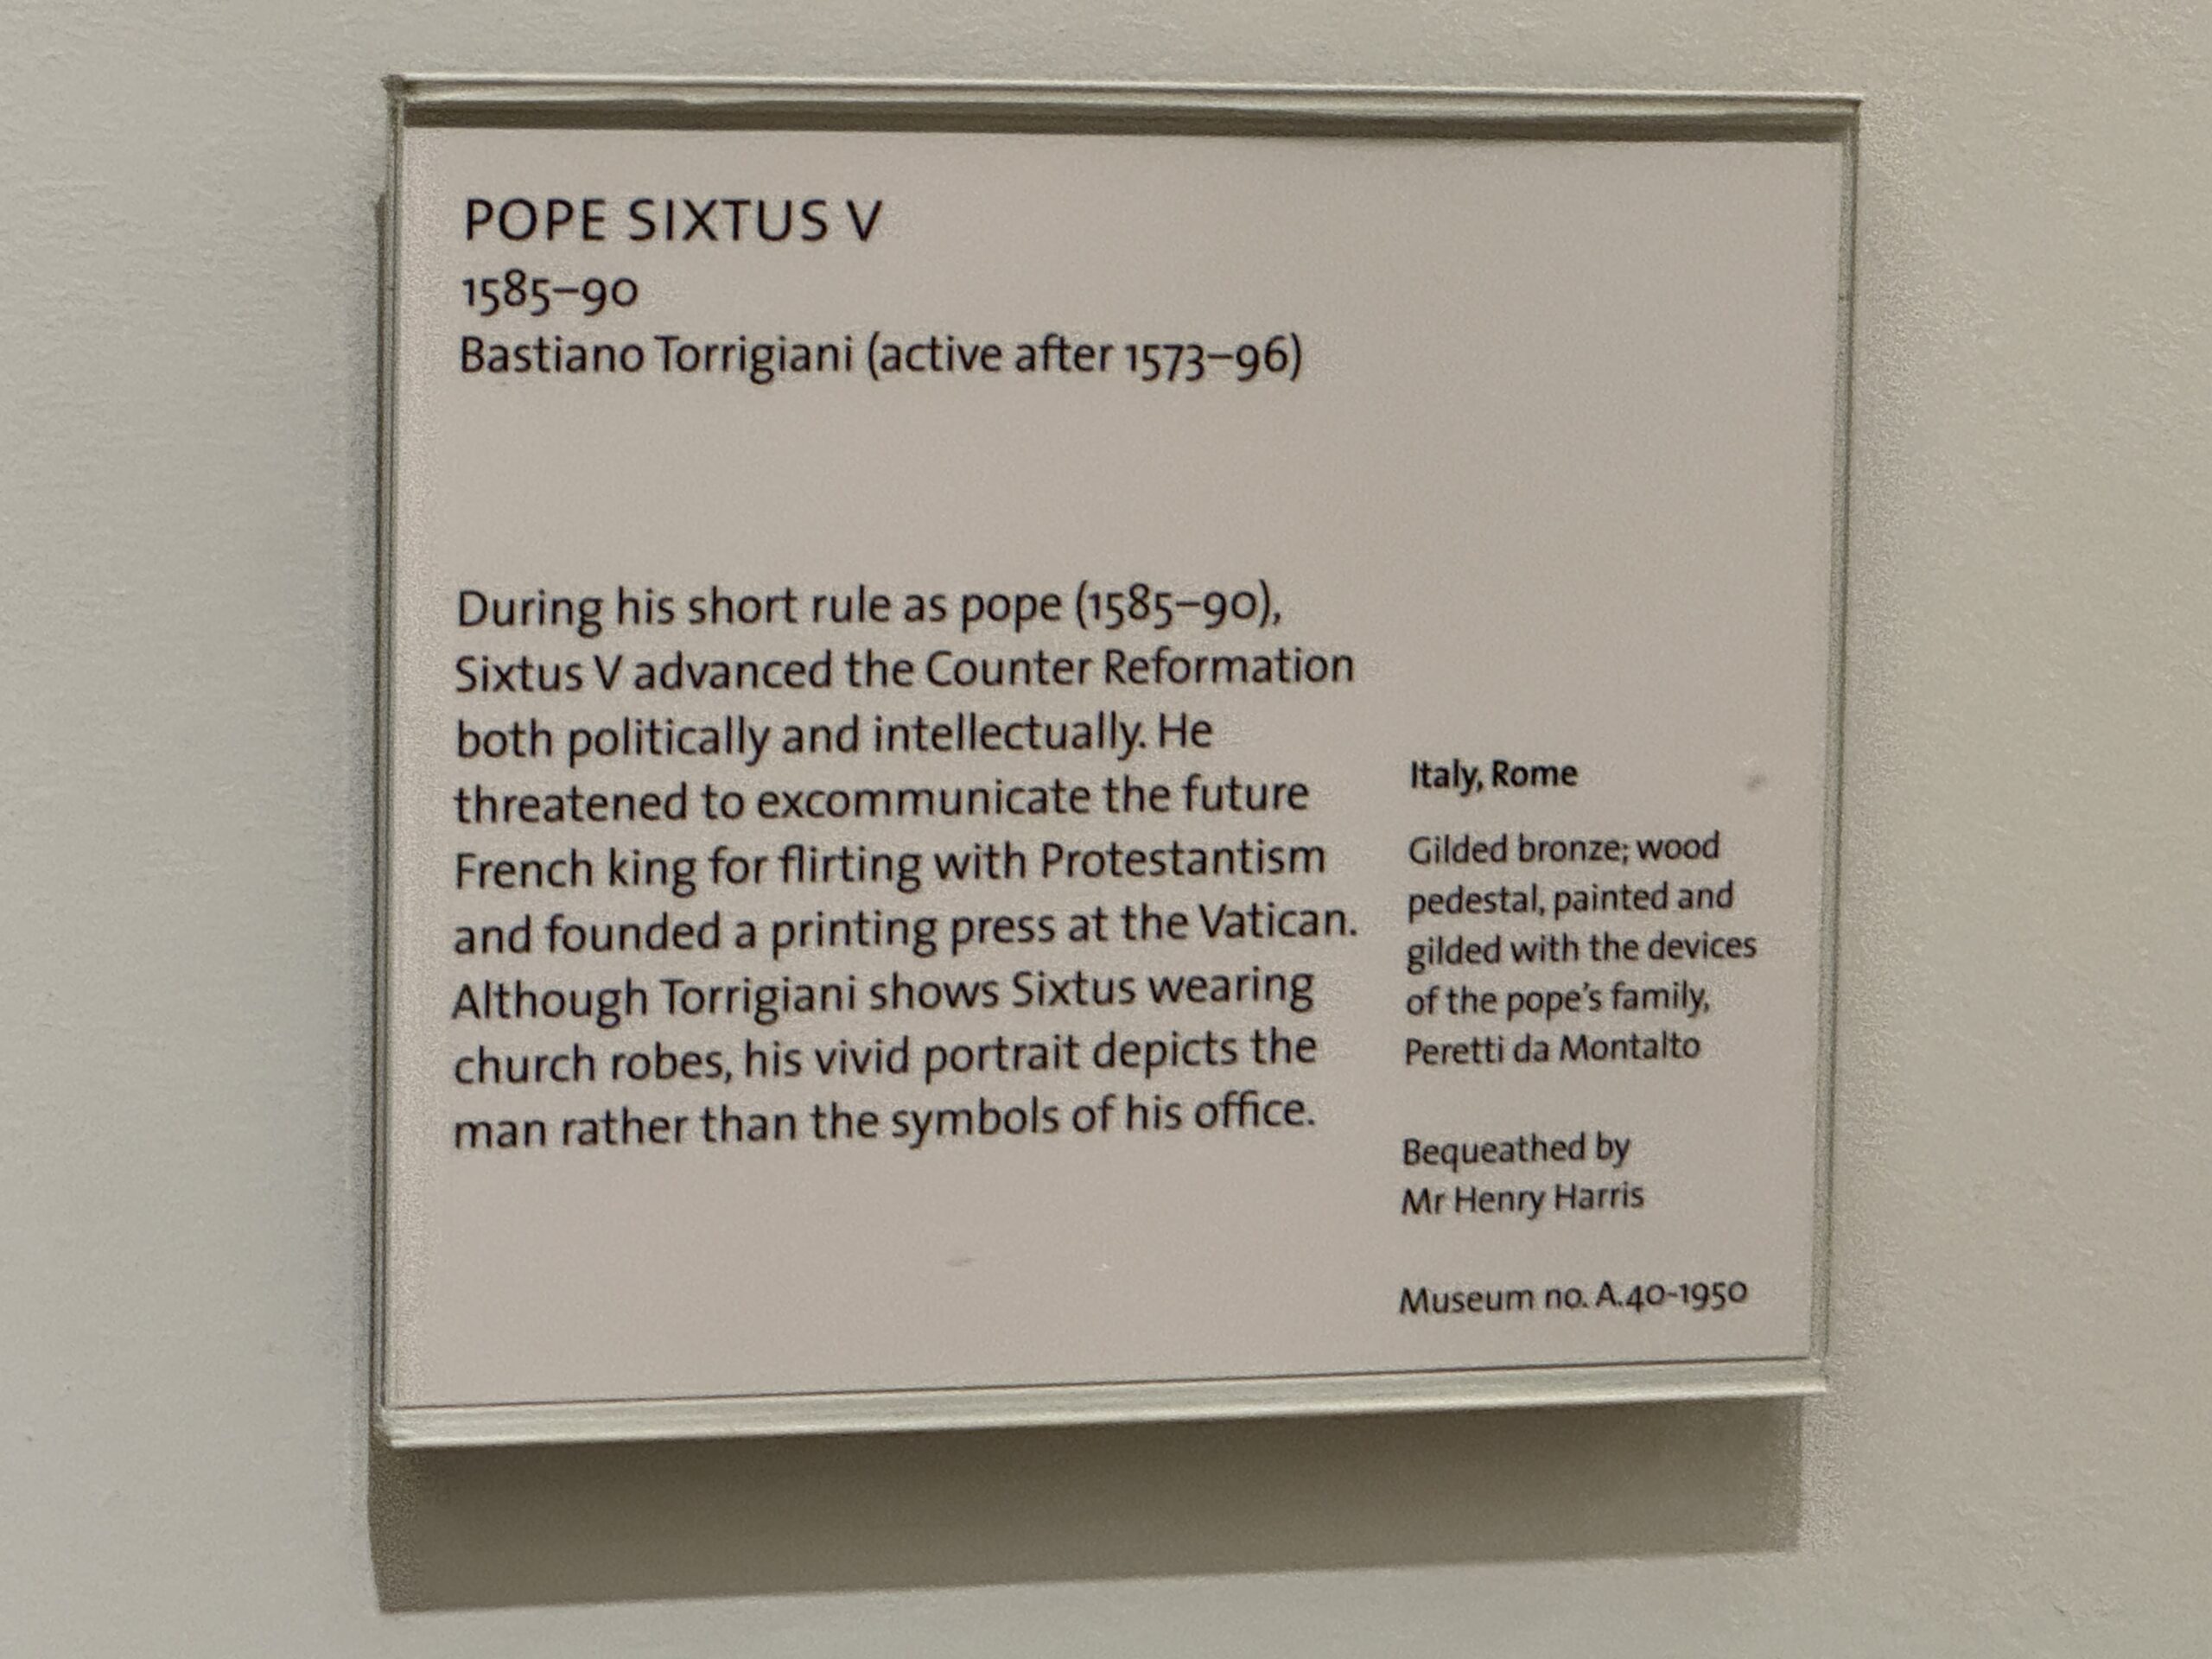 POPE SIXTUS V
1585–90
Bastiano Torrigiani (active after 1573–96)
During his short rule as pope (1585–90),
Sixtus V advanced the Counter Reformation
both politically and intellectually. He
threatened to excommunicate the future
French king for flirting with Protestantism
and founded a printing press at the Vatican.
Although Torrigiani shows Sixtus wearing
church robes, his vivid portrait depicts the
man rather than the symbols of his office.
Italy, Rome
Gilded bronze; wood
pedestal, painted and
gilded with the devices
of the pope’s family,
Peretti da Montalto
Bequeathed by
Mr Henry Harris
Museum no. A.40-1950